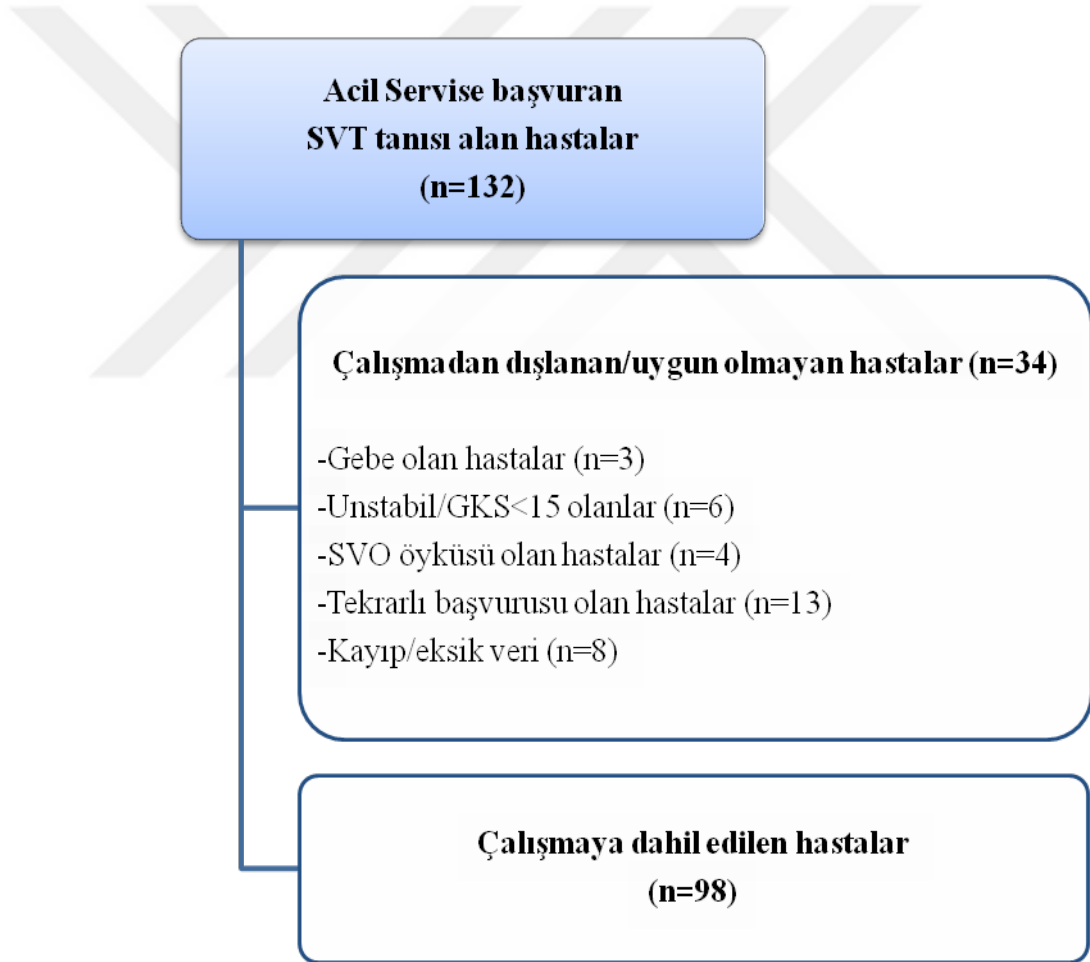 Acil Servise başvuran
SVT tanısı alan hastalar
(n=132)
Çalışmadan dışlanan/uygun olmayan hastalar (n=34)
-Gebe olan hastalar (n=3)
-Unstabil/GKS<15 olanlar (n=6)
-SVO öyküsü olan hastalar (n=4)
-Tekrarlı başvurusu olan hastalar (n=13)
-Kayıp/eksik veri (n=8)
Çalışmaya dahil edilen hastalar
(n=98)